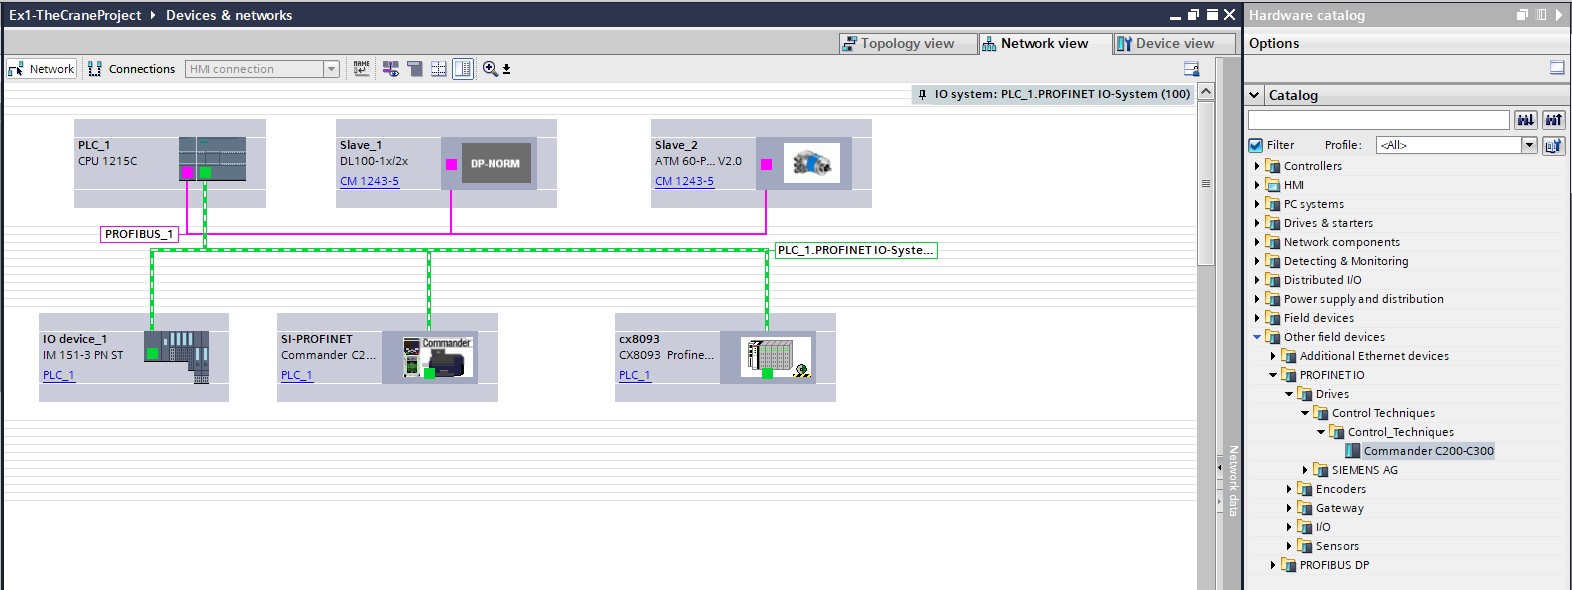 Ex1-TheCraneProject ▸ Devices & networks
Hardware catalog
Topology view
Network view
Device view
Options
Network
Connections
HMI connection
NAME
IO system: PLC_1.PROFINET IO-System (100)
Catalog
PLC_1
CPU 1215C
Slave_1
DL100-1x/2x
CM 1243-5
DP-NORM
Slave_2
ATM 60-P... V2.0
CM 1243-5
PROFIBUS_1
PLC_1.PROFINET IO-Syste...
IO device_1
IM 151-3 PN ST
PLC_1
SI-PROFINET
Commander C2...
PLC_1
Commander
cx8093
CX8093 Profine...
PLC_1
Network data
Filter
Profile:
<All>
Controllers
HMI
PC systems
Drives & starters
Network components
Detecting & Monitoring
Distributed I/O
Power supply and distribution
Field devices
Other field devices
Additional Ethernet devices
PROFINET IO
Drives
Control Techniques
Control_Techniques
Commander C200-C300
SIEMENS AG
Encoders
Gateway
I/O
Sensors
PROFIBUS DP